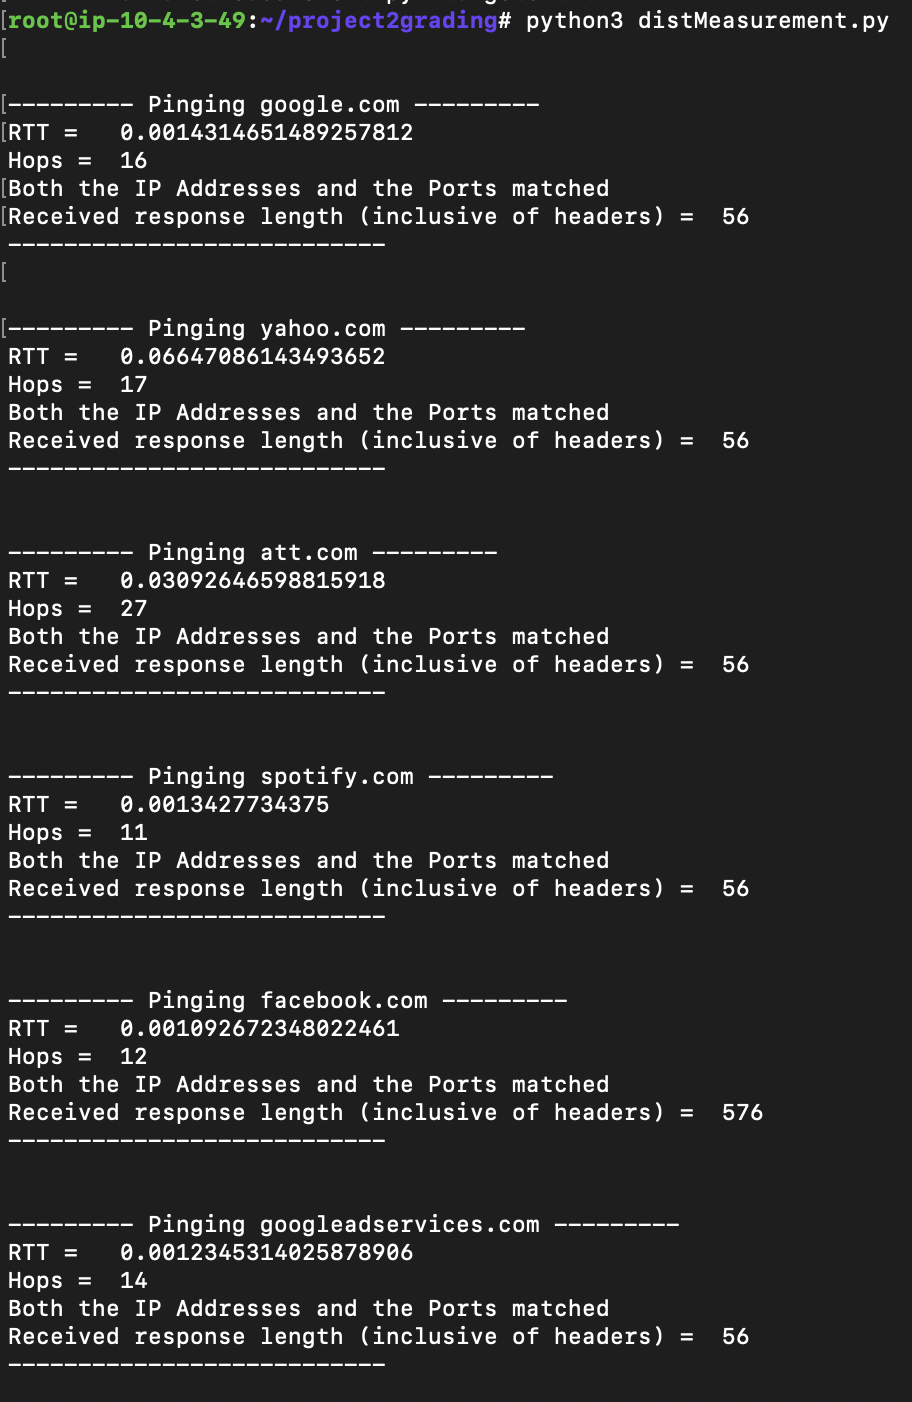 [root@ip-10-4-3-49:~/project2grading# python3 distMeasurement.py
[
[--------- Pinging google.com ---------
[RTT =   0.0014314651489257812
Hops =  16
[Both the IP Addresses and the Ports matched
[Received response length (inclusive of headers) =  56
---------------------------
[
[--------- Pinging yahoo.com ---------
RTT =   0.06647086143493652
Hops =  17
Both the IP Addresses and the Ports matched
Received response length (inclusive of headers) =  56
---------------------------
--------- Pinging att.com ---------
RTT =   0.03092646598815918
Hops =  27
Both the IP Addresses and the Ports matched
Received response length (inclusive of headers) =  56
---------------------------
--------- Pinging spotify.com ---------
RTT =   0.0013427734375
Hops =  11
Both the IP Addresses and the Ports matched
Received response length (inclusive of headers) =  56
---------------------------
--------- Pinging facebook.com ---------
RTT =   0.001092672348022461
Hops =  12
Both the IP Addresses and the Ports matched
Received response length (inclusive of headers) =  576
---------------------------
--------- Pinging googleadservices.com ---------
RTT =   0.0012345314025878906
Hops =  14
Both the IP Addresses and the Ports matched
Received response length (inclusive of headers) =  56
---------------------------